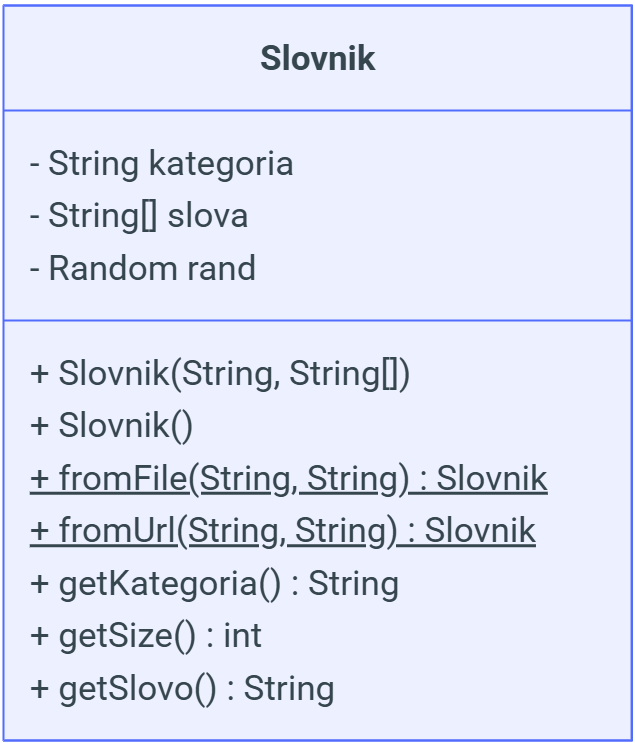 Slovnik
- String kategoria
- String[] slova
- Random rand
+ Slovnik(String, String[])
+ Slovnik()
+ fromFile(String, String) : Slovnik
+ fromUrl(String, String) : Slovnik
+ getKategoria() : String
+ getSize() : int
+ getSlovo() : String